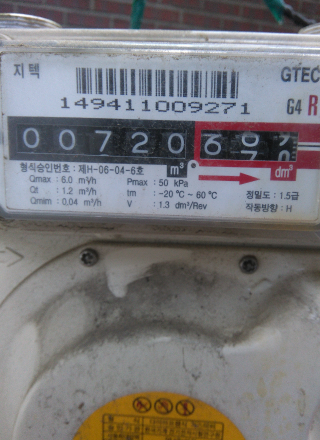 지텍
GTEC
149411009271
G4 R
007206
m³
dm³
형식승인번호 : 제H-06-04-6호
Qmax : 6.0 m³/h Pmax : 50 kPa
Qt : 1.2 m³/h tm : -20 °C ~ 60 °C 정밀도 : 1.5급
Qmim : 0.04 m³/h V : 1.3 dm³/Rev 작동방향 : H